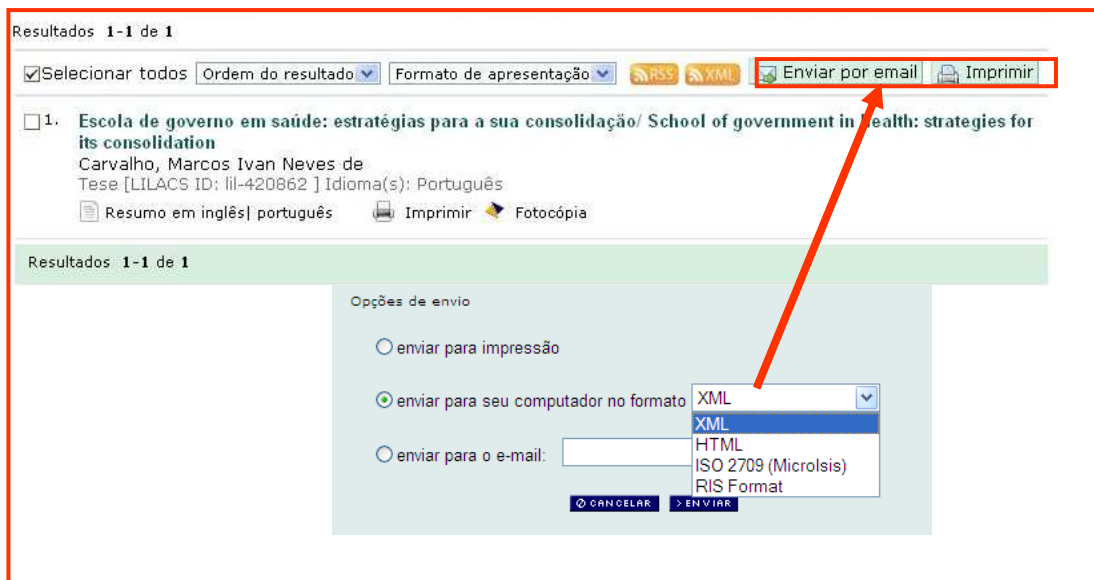 Resultados 1-1 de 1
Selecionar todos Ordem do resultado Formato de apresentação RSS XML Enviar por email Imprimir
1. Escola de governo em saúde: estratégias para a sua consolidação/ School of government in health: strategies for
its consolidation
Carvalho, Marcos Ivan Neves de
Tese [LILACS ID: lil-420862 ] Idioma(s): Português
Resumo em inglês| português Imprimir Fotocópia
Resultados 1-1 de 1
Opções de envio
enviar para impressão
enviar para seu computador no formato XML
XML
HTML
enviar para o e-mail:
ISO 2709 (MicroIsis)
RIS Format
CANCELAR >ENVIAR